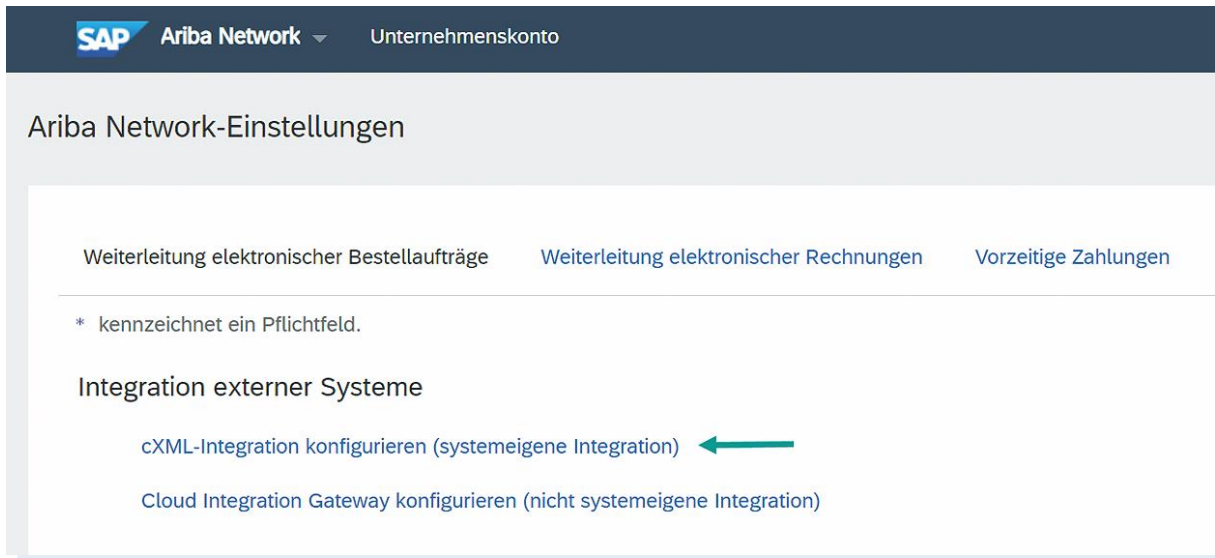 SAP Ariba Network Unternehmenskonto
Ariba Network-Einstellungen
Weiterleitung elektronischer Bestellaufträge Weiterleitung elektronischer Rechnungen Vorzeitige Zahlungen
* kennzeichnet ein Pflichtfeld.
Integration externer Systeme
cXML-Integration konfigurieren (systemeigene Integration)
Cloud Integration Gateway konfigurieren (nicht systemeigene Integration)